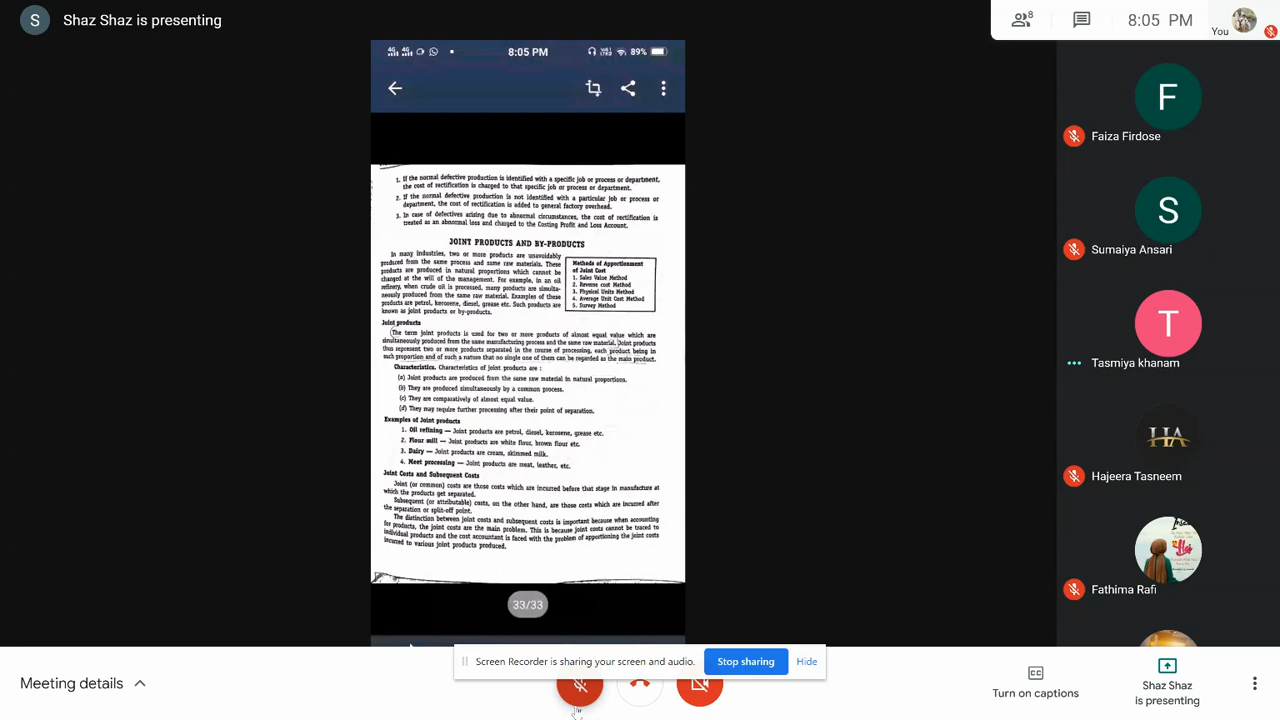 S Shaz Shaz is presenting
8
8:05 PM
You
8:05 PM
89%
1. If the normal defective production is identified with a specific job or process or department,
the cost of rectification is charged to that specific job or process or department.
2. If the normal defective production is not identified with a particular job or process or
department, the cost of rectification is added to general factory overhead.
3. In case of defectives arising due to abnormal circumstances, the cost of rectification is
treated as an abnormal loss and charged to the Costing Profit and Loss Account.
JOINT PRODUCTS AND BY-PRODUCTS
In many industries, two or more products are unavoidably
produced from the same process and same raw materials. These
products are produced in natural proportions which cannot be
changed at the will of the management. For example, in an oil
refinery, when crude oil is processed, many products are simulta-
neously produced from the same raw material. Examples of these
products are petrol, kerosene, diesel, grease etc. Such products are
known as joint products or by-products.
Methods of Apportionment
of Joint Cost
1. Sales Value Method
2. Reverse cost Method
3. Physical Units Method
4. Average Unit Cost Method
5. Survey Method
Joint products
The term joint products is used for two or more products of almost equal value which are
simultaneously produced from the same manufacturing process and the same raw material. Joint products
thus represent two or more products separated in the course of processing, each product being in
such proportion and of such a nature that no single one of them can be regarded as the main product.
Characteristics. Characteristics of joint products are :
(a) Joint products are produced from the same raw material in natural proportions.
(b) They are produced simultaneously by a common process.
(c) They are comparatively of almost equal value.
(d) They may require further processing after their point of separation.
Examples of Joint products
1. Oil refining — Joint products are petrol, diesel, kerosene, grease etc.
2. Flour mill — Joint products are white flour, brown flour etc.
3. Dairy — Joint products are cream, skimmed milk.
4. Meet processing — Joint products are meat, leather, etc.
Joint Costs and Subsequent Costs
Joint (or common) costs are those costs which are incurred before that stage in manufacture at
which the products get separated.
Subsequent (or attributable) costs, on the other hand, are those costs which are incurred after
the separation or split-off point.
The distinction between joint costs and subsequent costs is important because when accounting
for products, the joint costs are the main problem. This is because joint costs cannot be traced to
individual products and the cost accountant is faced with the problem of apportioning the joint costs
incurred to various joint products produced.
33/33
F
Faiza Firdose
S
Sumaiya Ansari
T
Tasmiya khanam
HA
Hajeera Tasneem
Fathima Rafi
Screen Recorder is sharing your screen and audio. Stop sharing Hide
Meeting details
Turn on captions
Shaz Shaz
is presenting